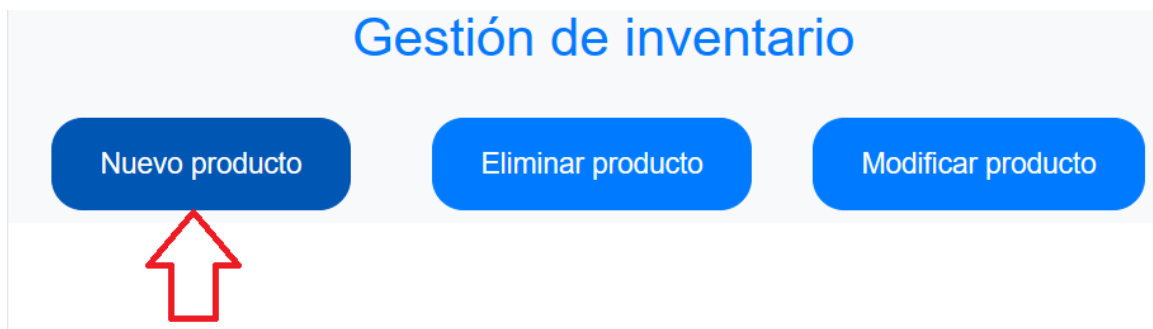 Gestión de inventario
Nuevo producto Eliminar producto Modificar producto